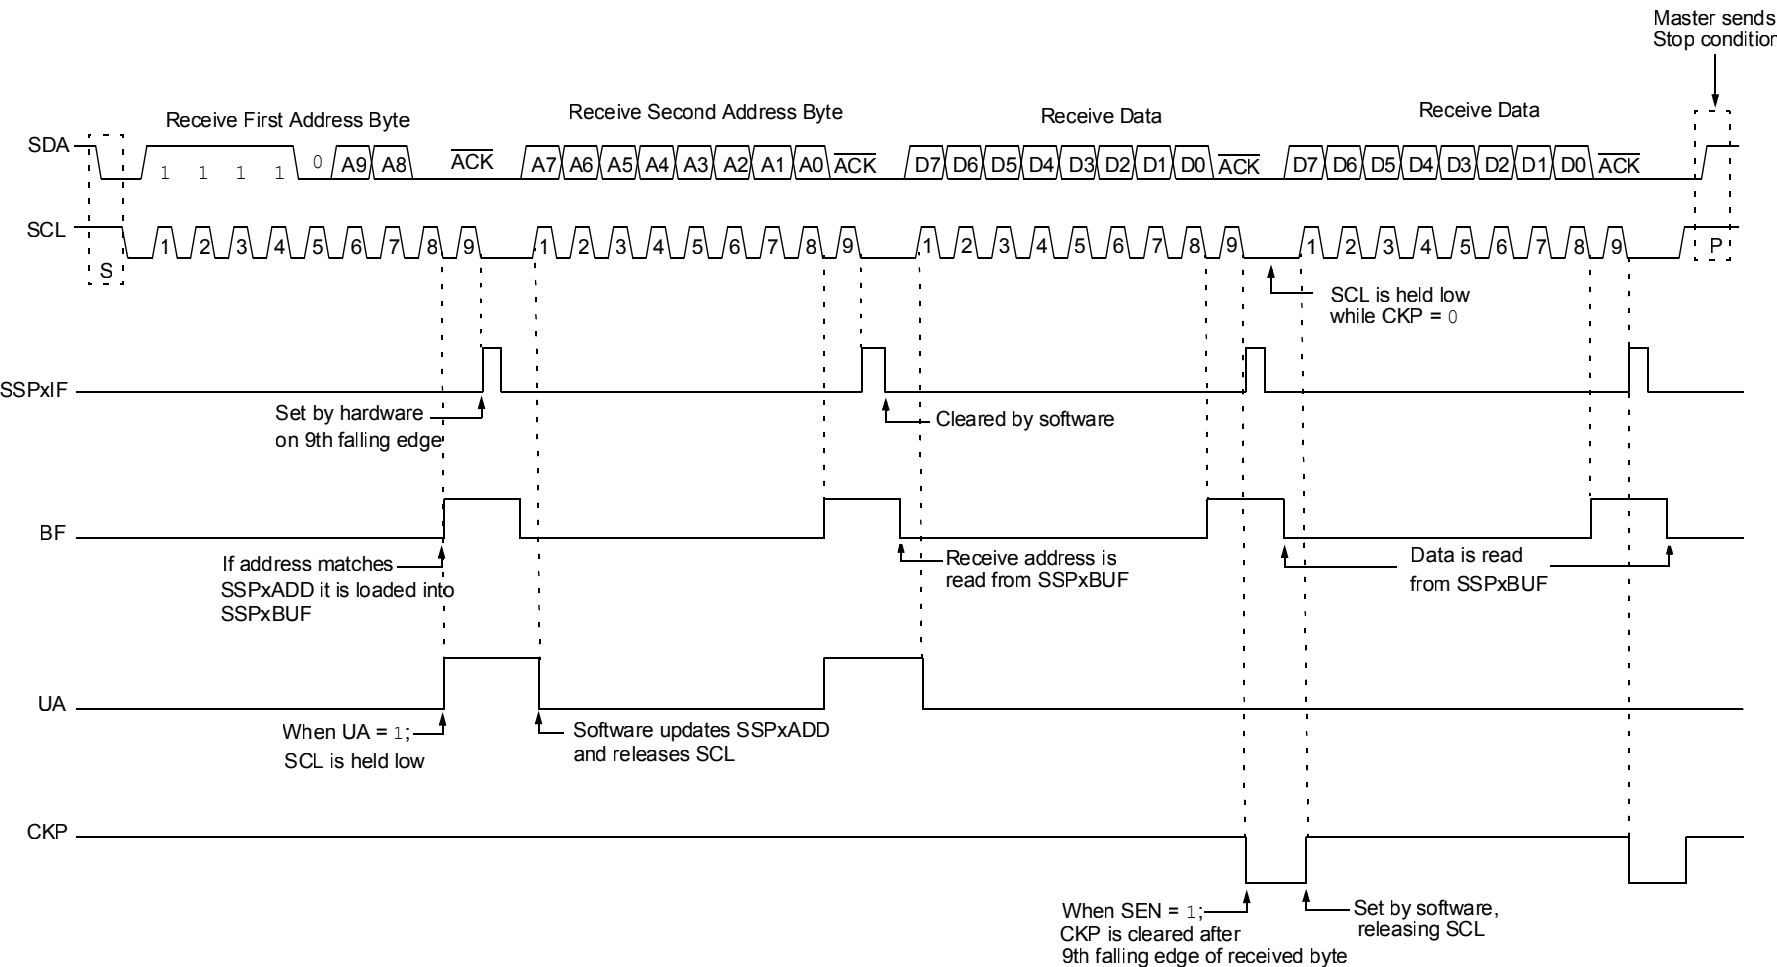 Master sends
Stop condition
Receive First Address Byte
Receive Second Address Byte
Receive Data
Receive Data
SDA
1 1 1 1 0 A9 A8 ACK A7 A6 A5 A4 A3 A2 A1 A0 ACK D7 D6 D5 D4 D3 D2 D1 D0 ACK D7 D6 D5 D4 D3 D2 D1 D0 ACK
SCL
S
1 2 3 4 5 6 7 8 9 1 2 3 4 5 6 7 8 9 1 2 3 4 5 6 7 8 9 1 2 3 4 5 6 7 8 9
P
SCL is held low
while CKP = 0
SSPxIF
Set by hardware
on 9th falling edge
Cleared by software
BF
If address matches
SSPxADD it is loaded into
SSPxBUF
Receive address is
read from SSPxBUF
Data is read
from SSPxBUF
UA
When UA = 1;
SCL is held low
Software updates SSPxADD
and releases SCL
CKP
When SEN = 1;
CKP is cleared after
9th falling edge of received byte
Set by software,
releasing SCL